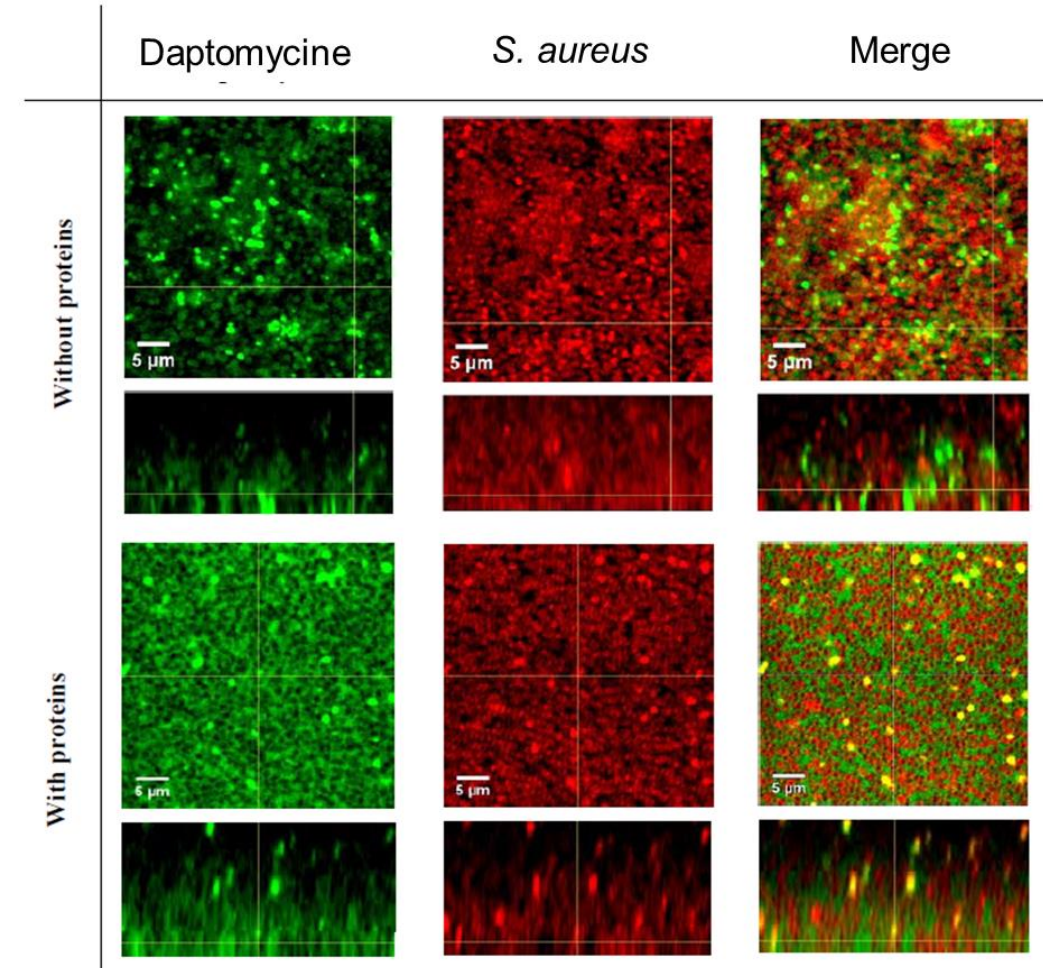 Daptomycine
S. aureus
Merge
Without proteins
5 µm
5 µm
5 µm
With proteins
5 µm
5 µm
5 µm